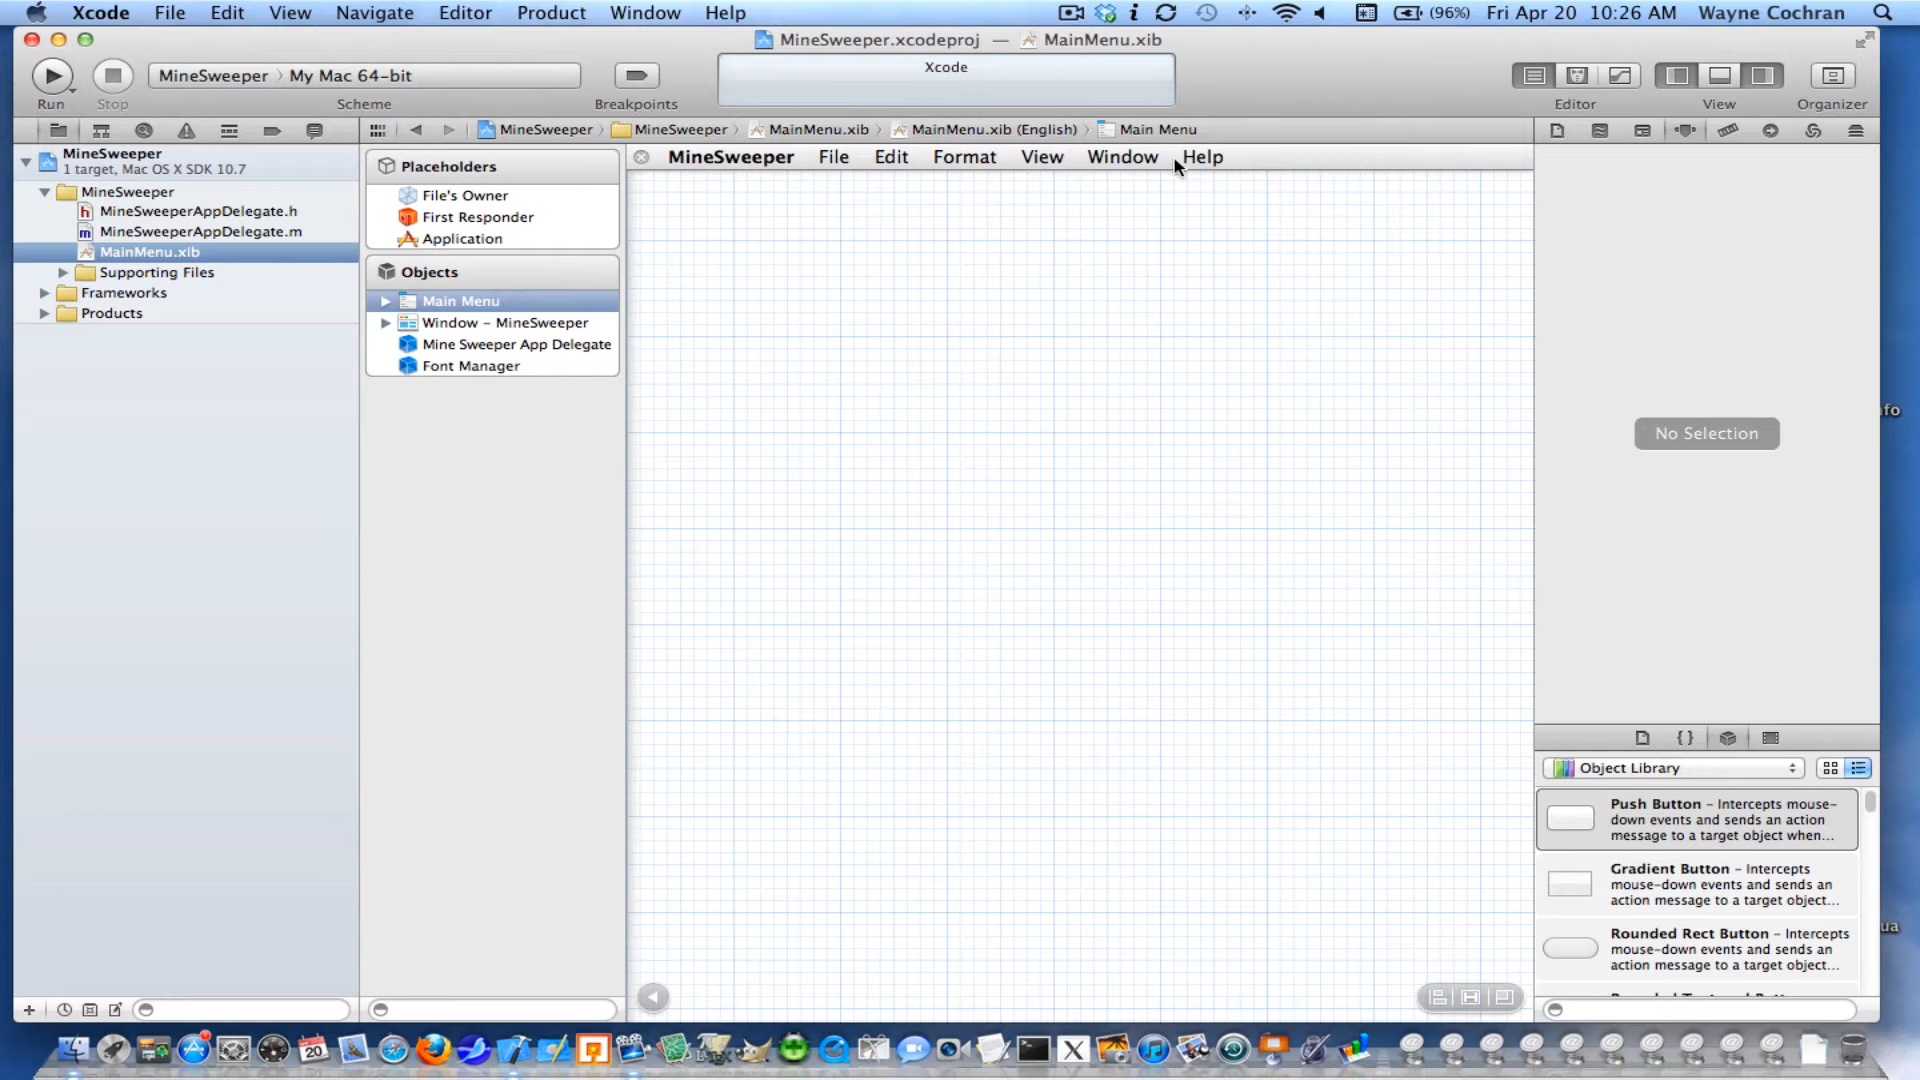 Xcode File Edit View Navigate Editor Product Window Help (96%) Fri Apr 20 10:26 AM Wayne Cochran
MineSweeper.xcodeproj — MainMenu.xib
MineSweeper My Mac 64-bit
Xcode
Run Stop Scheme Breakpoints Editor View Organizer
MineSweeper
1 target, Mac OS X SDK 10.7
MineSweeper
MineSweeperAppDelegate.h
MineSweeperAppDelegate.m
MainMenu.xib
Supporting Files
Frameworks
Products
MineSweeper MineSweeper MainMenu.xib MainMenu.xib (English) Main Menu
Placeholders
File's Owner
First Responder
Application
Objects
Main Menu
Window - MineSweeper
Mine Sweeper App Delegate
Font Manager
MineSweeper File Edit Format View Window Help
No Selection
Object Library
Push Button - Intercepts mouse-
down events and sends an action
message to a target object when...
Gradient Button - Intercepts
mouse-down events and sends an
action message to a target object...
Rounded Rect Button - Intercepts
mouse-down events and sends an
action message to a target object...
fo
ua
20